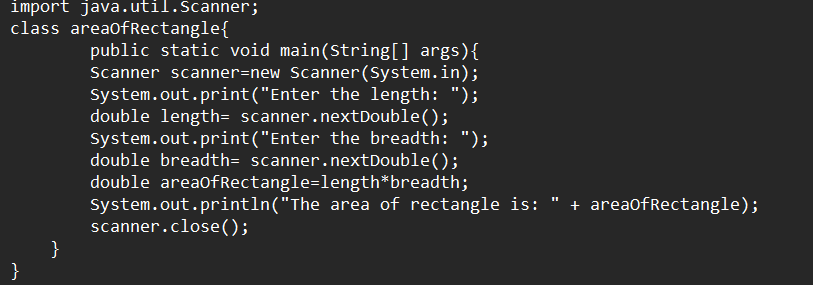 import java.util.Scanner;
class areaOfRectangle{
        public static void main(String[] args){
        Scanner scanner=new Scanner(System.in);
        System.out.print("Enter the length: ");
        double length= scanner.nextDouble();
        System.out.print("Enter the breadth: ");
        double breadth= scanner.nextDouble();
        double areaOfRectangle=length*breadth;
        System.out.println("The area of rectangle is: " + areaOfRectangle);
        scanner.close();
    }
}